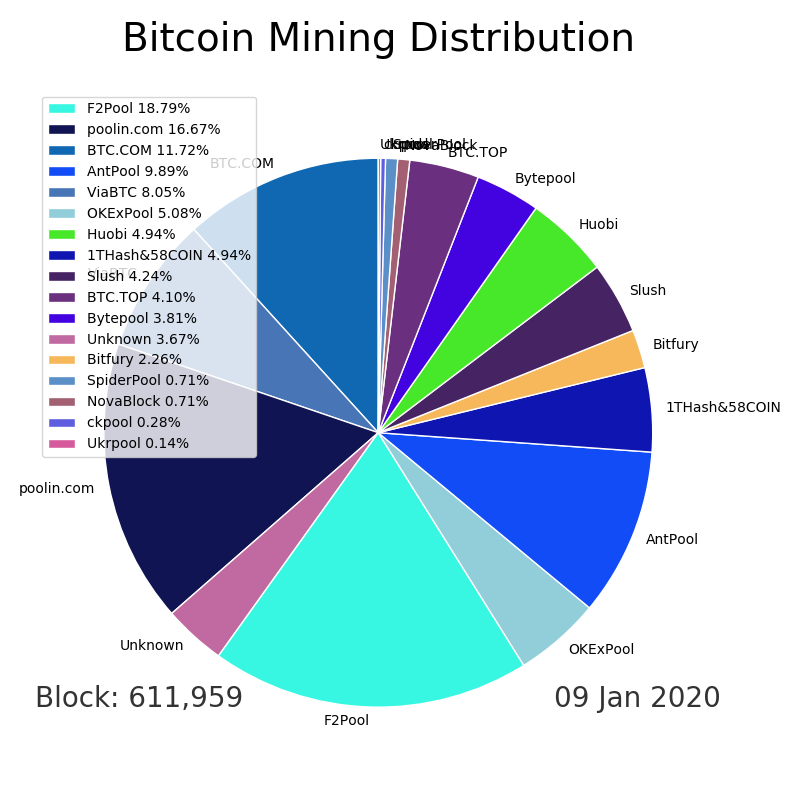 Bitcoin Mining Distribution
F2Pool 18.79%
poolin.com 16.67%
BTC.COM 11.72%
AntPool 9.89%
ViaBTC 8.05%
OKExPool 5.08%
Huobi 4.94%
1THash&58COIN 4.94%
Slush 4.24%
BTC.TOP 4.10%
Bytepool 3.81%
Unknown 3.67%
Bitfury 2.26%
SpiderPool 0.71%
NovaBlock 0.71%
ckpool 0.28%
Ukrpool 0.14%
BTC.COM
ViaBTC
poolin.com
Unknown
F2Pool
OKExPool
AntPool
1THash&58COIN
Bitfury
Slush
Huobi
Bytepool
BTC.TOP
NovaBlock
Block: 611,959
09 Jan 2020